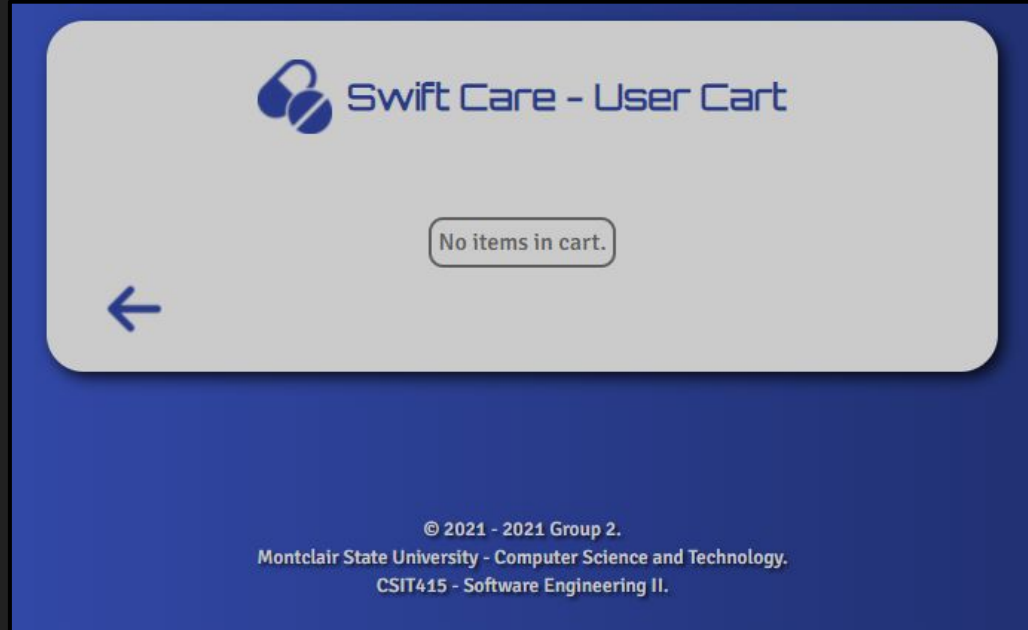 Swift Care - User Cart
No items in cart.
© 2021 - 2021 Group 2.
Montclair State University - Computer Science and Technology.
CSIT415 - Software Engineering II.